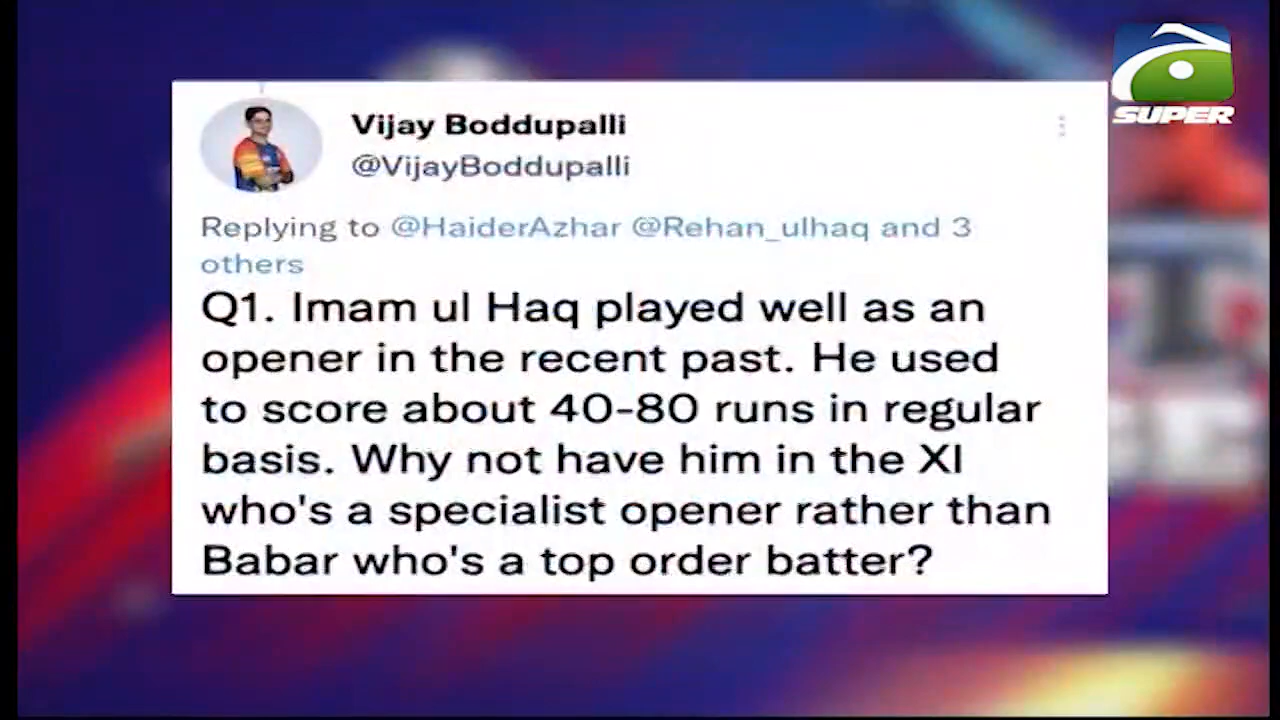 SUPER
Vijay Boddupalli
@VijayBoddupalli
Replying to @HaiderAzhar @Rehan_ulhaq and 3
others
Q1. Imam ul Haq played well as an
opener in the recent past. He used
to score about 40-80 runs in regular
basis. Why not have him in the XI
who's a specialist opener rather than
Babar who's a top order batter?